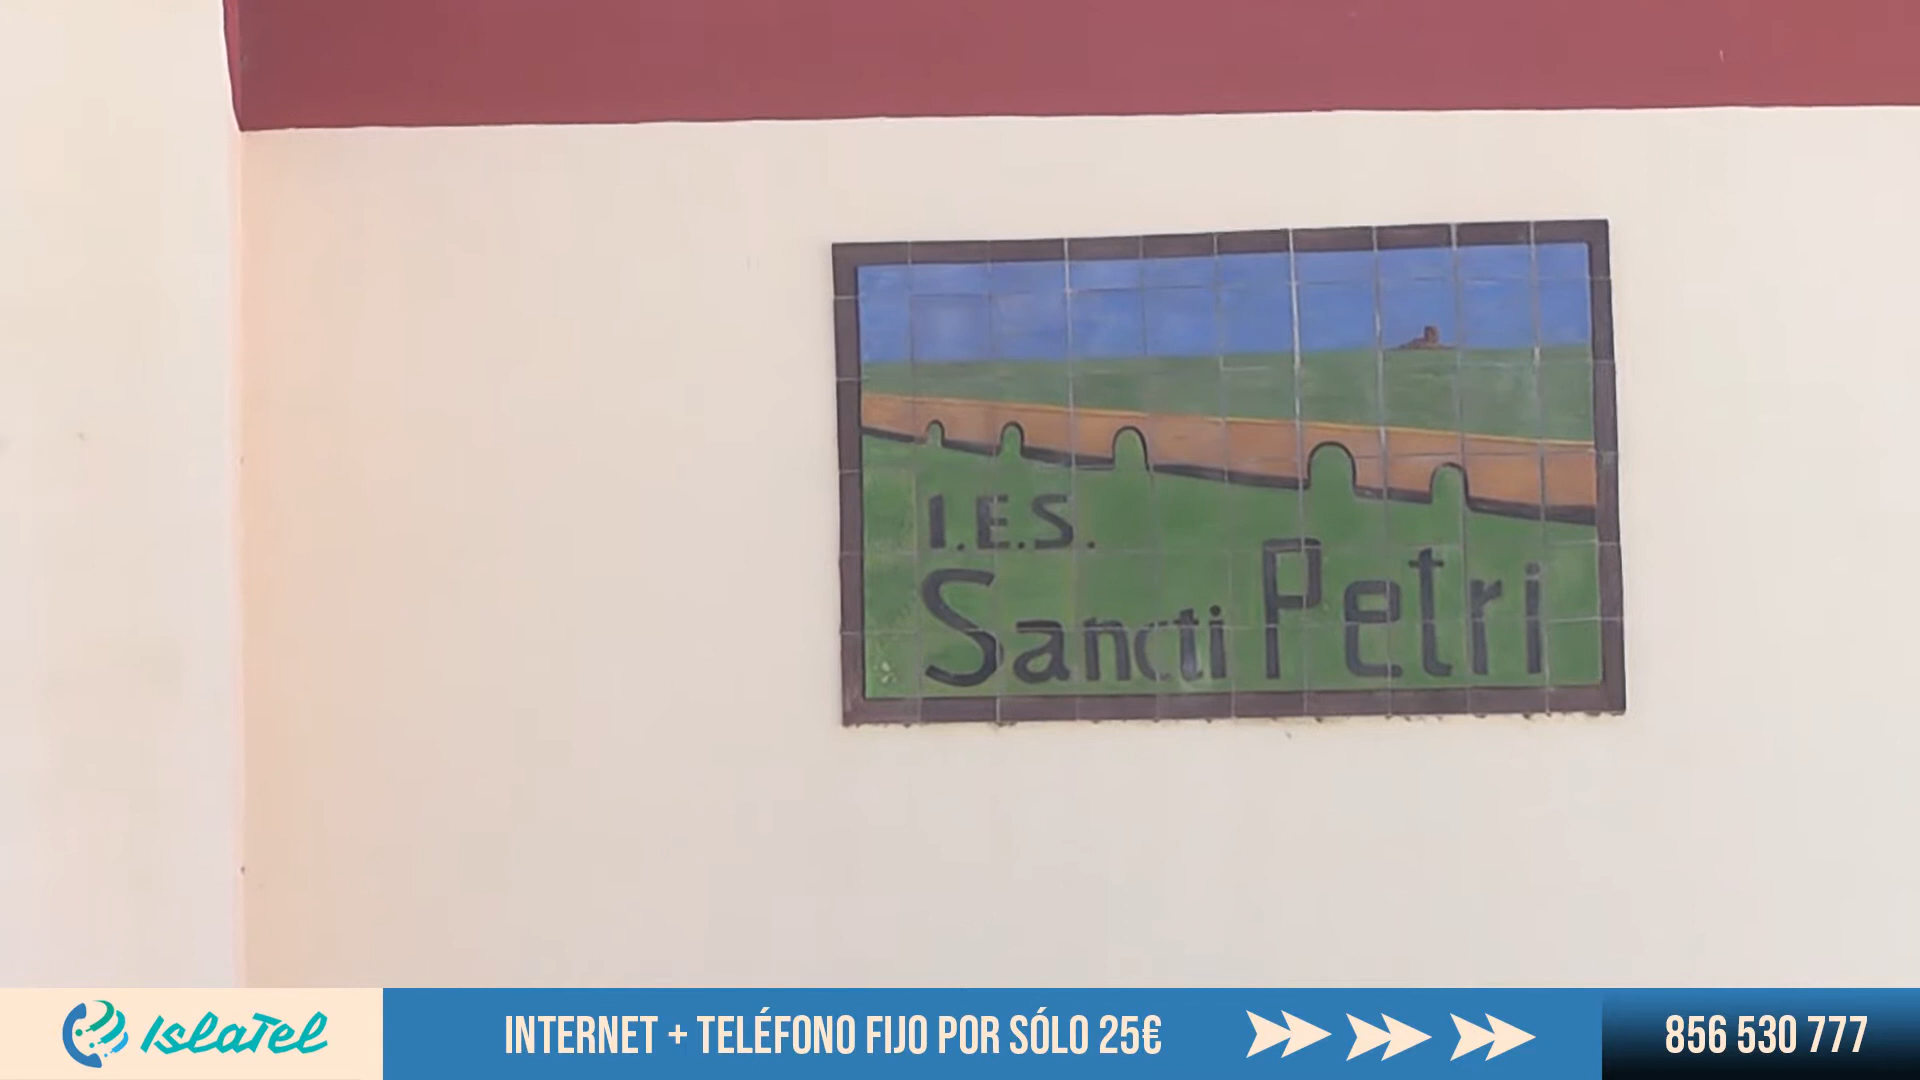 I.E.S.
Sancti Petri
IslaTel
INTERNET + TELÉFONO FIJO POR SÓLO 25€
856 530 777